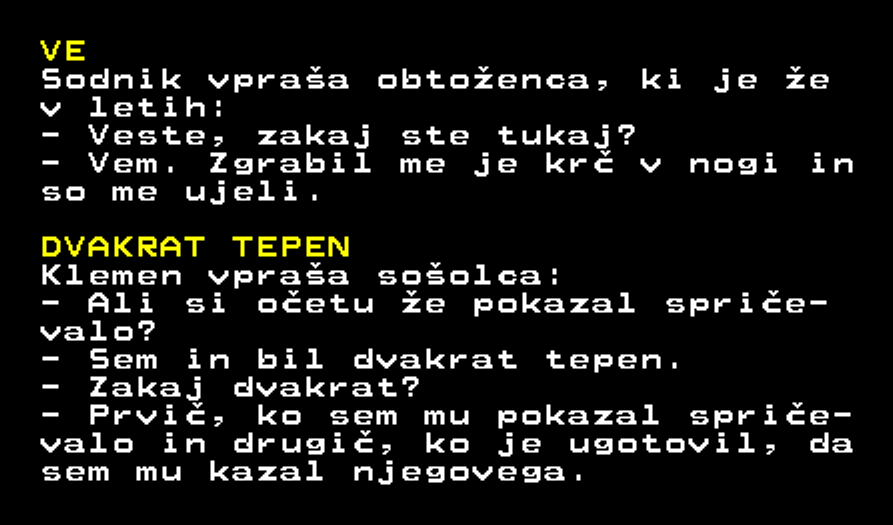 VE
Sodnik vpraša obtoženca, ki je že
v letih:
- Veste, zakaj ste tukaj?
- Vem. Zgrabil me je krč v nogi in
so me ujeli.
DVAKRAT TEPEN
Klemen vpraša sošolca:
- Ali si očetu že pokazal spriče-
valo?
- Sem in bil dvakrat tepen.
- Zakaj dvakrat?
- Prvič, ko sem mu pokazal spriče-
valo in drugič, ko je ugotovil, da
sem mu kazal njegovega.